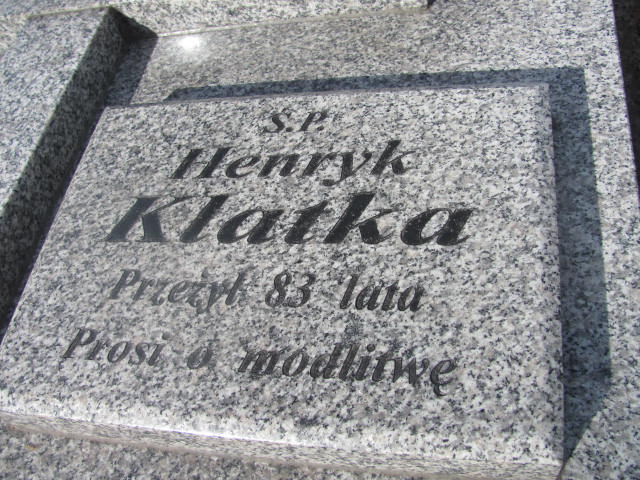 S.P.
Henryk
Klatka
Przeżył 83 lata
Prosi o modlitwę